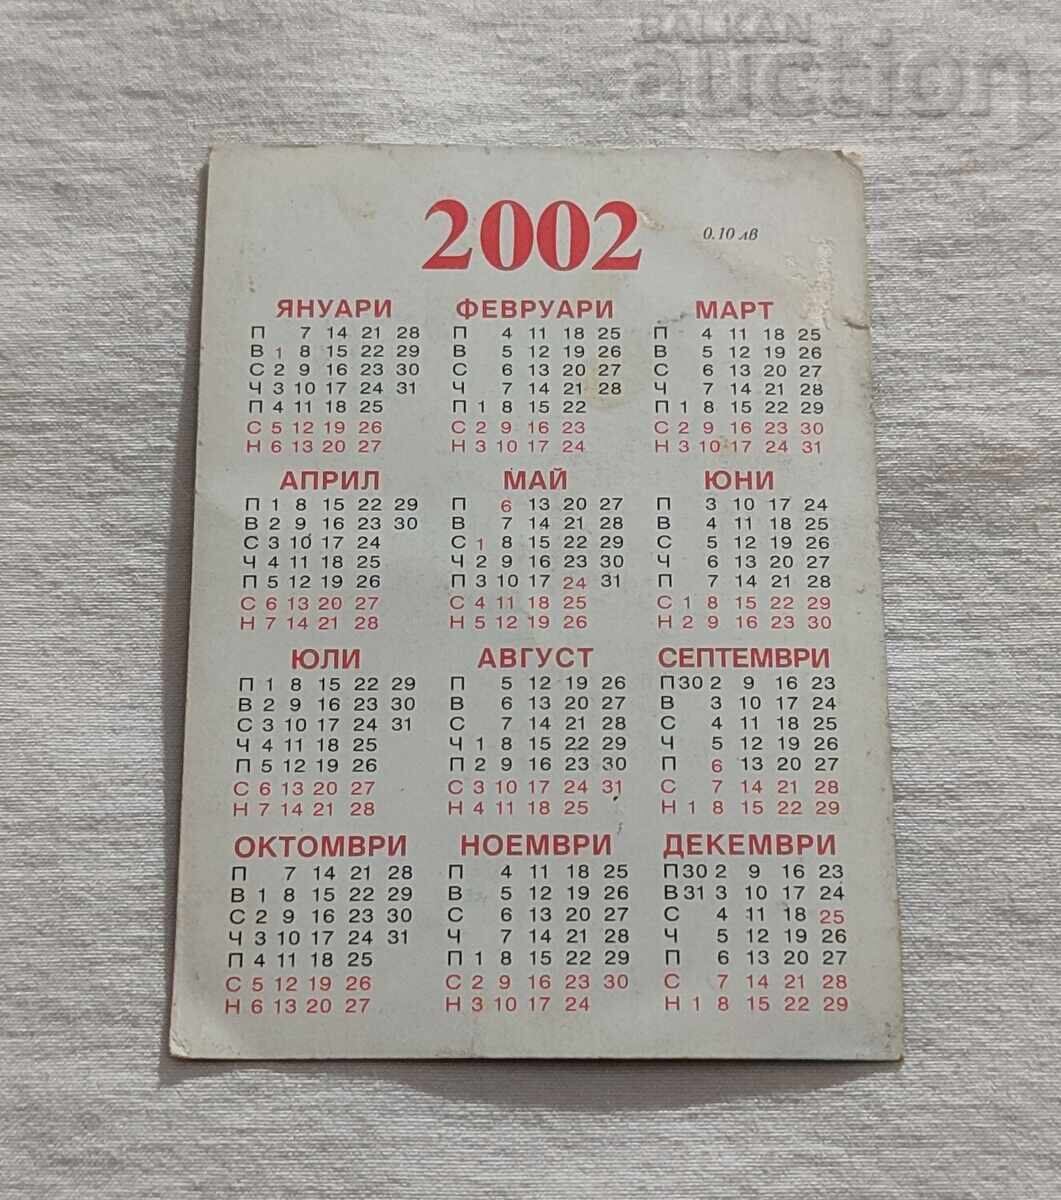 BALKAN
auction
2002 0.10 лв
ЯНУАРИ ФЕВРУАРИ МАРТ
П 7 14 21 28 П 4 11 18 25 П 4 11 18 25
В 1 8 15 22 29 В 5 12 19 26 В 5 12 19 26
С 2 9 16 23 30 С 6 13 20 27 С 6 13 20 27
Ч 3 10 17 24 31 Ч 7 14 21 28 Ч 7 14 21 28
П 4 11 18 25 П 1 8 15 22 П 1 8 15 22 29
С 5 12 19 26 С 2 9 16 23 С 2 9 16 23 30
Н 6 13 20 27 Н 3 10 17 24 Н 3 10 17 24 31
АПРИЛ МАЙ ЮНИ
П 1 8 15 22 29 П 6 13 20 27 П 3 10 17 24
В 2 9 16 23 30 В 7 14 21 28 В 4 11 18 25
С 3 10 17 24 С 1 8 15 22 29 С 5 12 19 26
Ч 4 11 18 25 Ч 2 9 16 23 30 Ч 6 13 20 27
П 5 12 19 26 П 3 10 17 24 31 П 7 14 21 28
С 6 13 20 27 С 4 11 18 25 С 1 8 15 22 29
Н 7 14 21 28 Н 5 12 19 26 Н 2 9 16 23 30
ЮЛИ АВГУСТ СЕПТЕМВРИ
П 1 8 15 22 29 П 5 12 19 26 П 30 2 9 16 23
В 2 9 16 23 30 В 6 13 20 27 В 3 10 17 24
С 3 10 17 24 31 С 7 14 21 28 С 4 11 18 25
Ч 4 11 18 25 Ч 1 8 15 22 29 Ч 5 12 19 26
П 5 12 19 26 П 2 9 16 23 30 П 6 13 20 27
С 6 13 20 27 С 3 10 17 24 31 С 7 14 21 28
Н 7 14 21 28 Н 4 11 18 25 Н 1 8 15 22 29
ОКТОМВРИ НОЕМВРИ ДЕКЕМВРИ
П 7 14 21 28 П 4 11 18 25 П 30 2 9 16 23
В 1 8 15 22 29 В 5 12 19 26 В 31 3 10 17 24
С 2 9 16 23 30 С 6 13 20 27 С 4 11 18 25
Ч 3 10 17 24 31 Ч 7 14 21 28 Ч 5 12 19 26
П 4 11 18 25 П 1 8 15 22 29 П 6 13 20 27
С 5 12 19 26 С 2 9 16 23 30 С 7 14 21 28
Н 6 13 20 27 Н 3 10 17 24 Н 1 8 15 22 29